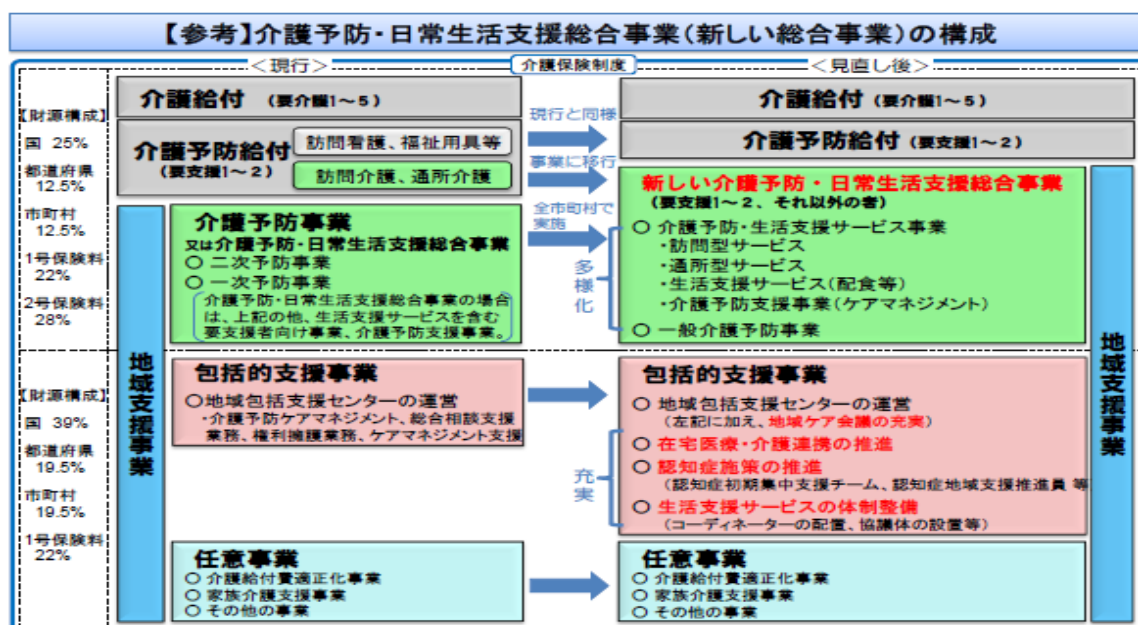 【参考】介護予防・日常生活支援総合事業(新しい総合事業)の構成
<現行>
介護保険制度
<見直し後>
【財源構成】
国 25%
都道府県
12.5%
市町村
12.5%
1号保険料
22%
2号保険料
28%
介護給付 (要介護1~5)
介護予防給付
(要支援1~2)
訪問看護、福祉用具等
訪問介護、通所介護
現行と同様
事業に移行
全市町村で
実施
多様化
介護給付 (要介護1~5)
介護予防給付 (要支援1~2)
新しい介護予防・日常生活支援総合事業
(要支援1~2、それ以外の者)
○ 介護予防・生活支援サービス事業
・訪問型サービス
・通所型サービス
・生活支援サービス(配食等)
・介護予防支援事業(ケアマネジメント)
○ 一般介護予防事業
介護予防事業
又は介護予防・日常生活支援総合事業
○ 二次予防事業
○ 一次予防事業
介護予防・日常生活支援総合事業の場合
は、上記の他、生活支援サービスを含む
要支援者向け事業、介護予防支援事業。
地域支援事業
【財源構成】
国 39%
都道府県
19.5%
市町村
19.5%
1号保険料
22%
包括的支援事業
○地域包括支援センターの運営
・介護予防ケアマネジメント、総合相談支援
業務、権利擁護業務、ケアマネジメント支援
充実
包括的支援事業
○ 地域包括支援センターの運営
(左記に加え、地域ケア会議の充実)
○ 在宅医療・介護連携の推進
○ 認知症施策の推進
(認知症初期集中支援チーム、認知症地域支援推進員 等)
○ 生活支援サービスの体制整備
(コーディネーターの配置、協議体の設置等)
地域支援事業
任意事業
○ 介護給付費適正化事業
○ 家族介護支援事業
○ その他の事業
任意事業
○ 介護給付費適正化事業
○ 家族介護支援事業
○ その他の事業